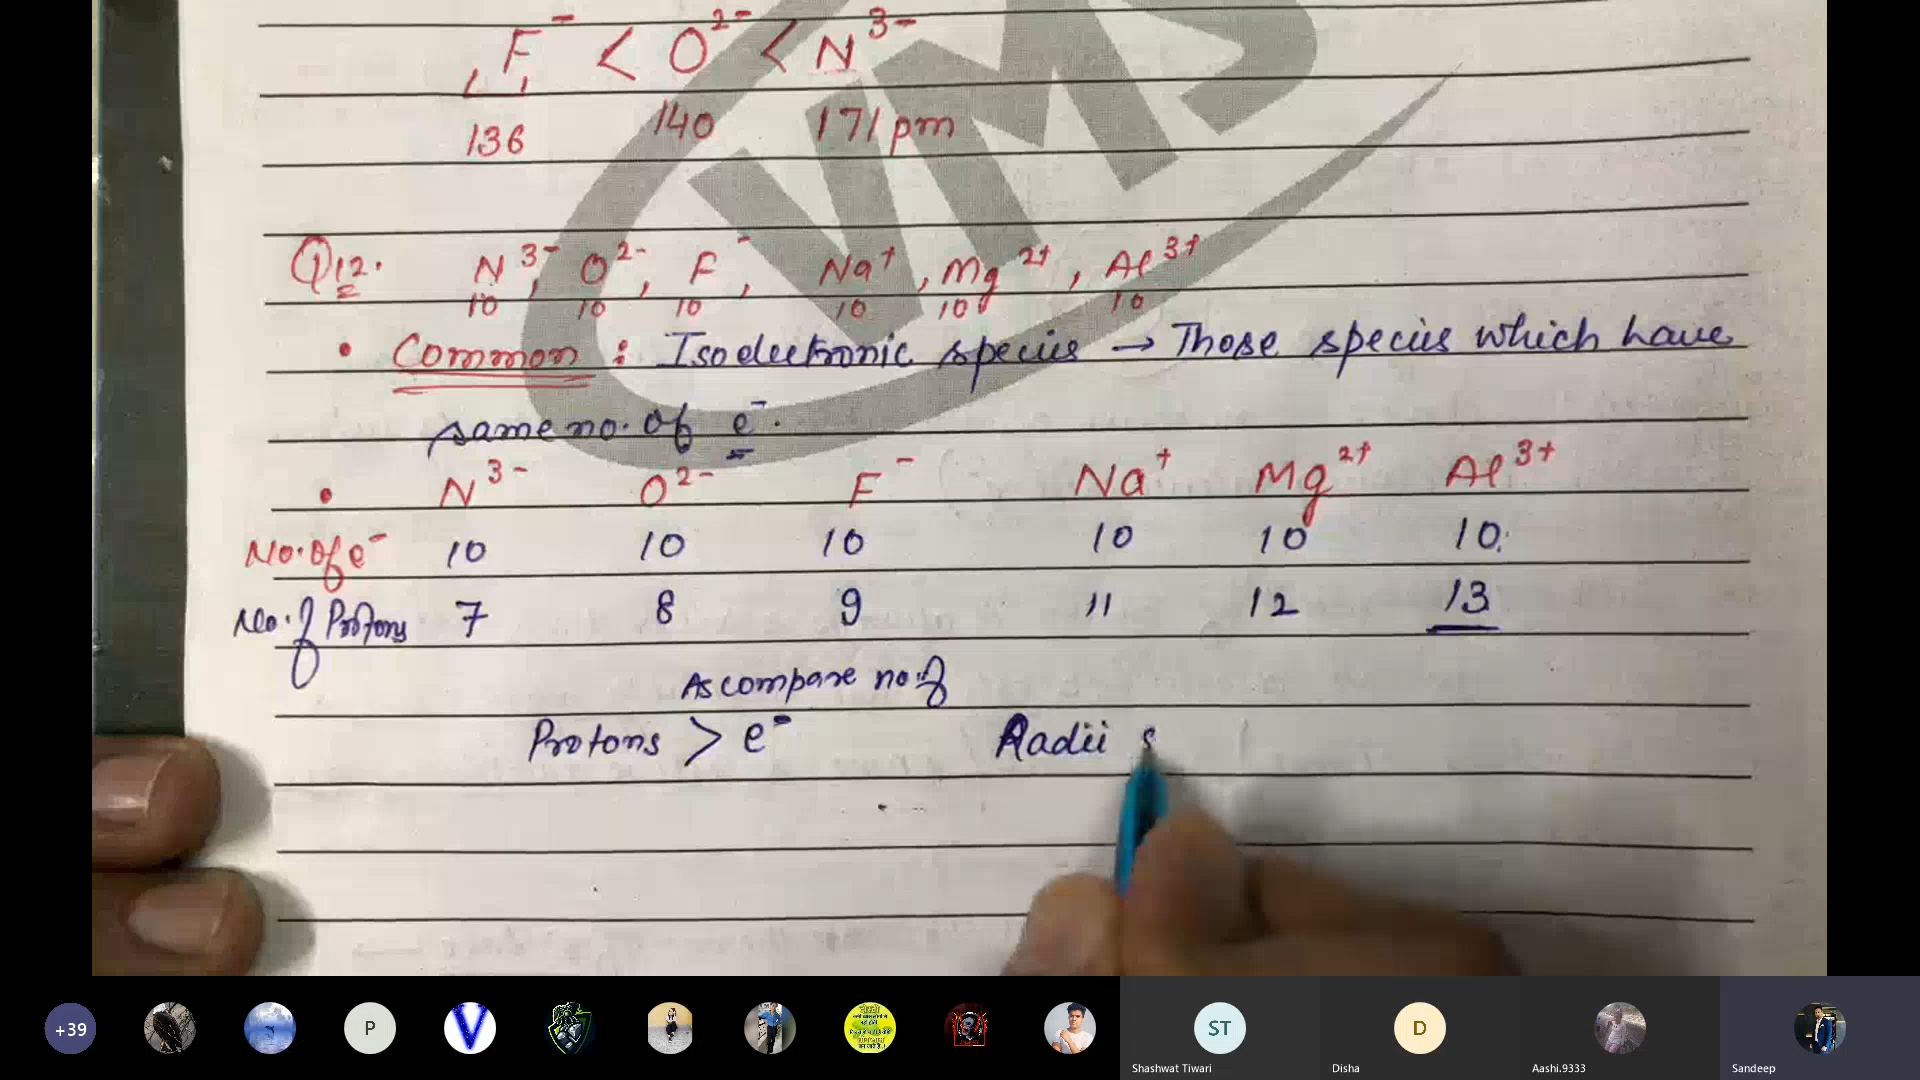 F⁻ < O²⁻ < N³⁻
136 140 171 pm
VMS
Q12. N³⁻, O²⁻, F⁻, Na⁺, Mg²⁺, Al³⁺
10 10 10 10 10 10
• Common : Isoelectronic species → Those species which have
same no. of e⁻.
• N³⁻ O²⁻ F⁻ Na⁺ Mg²⁺ Al³⁺
No. of e⁻ 10 10 10 10 10 10.
No. of Protons 7 8 9 11 12 13
As compare no. of
Protons > e⁻ Radii s
+39 P V ST D
Shashwat Tiwari Disha Aashi.9333 Sandeep